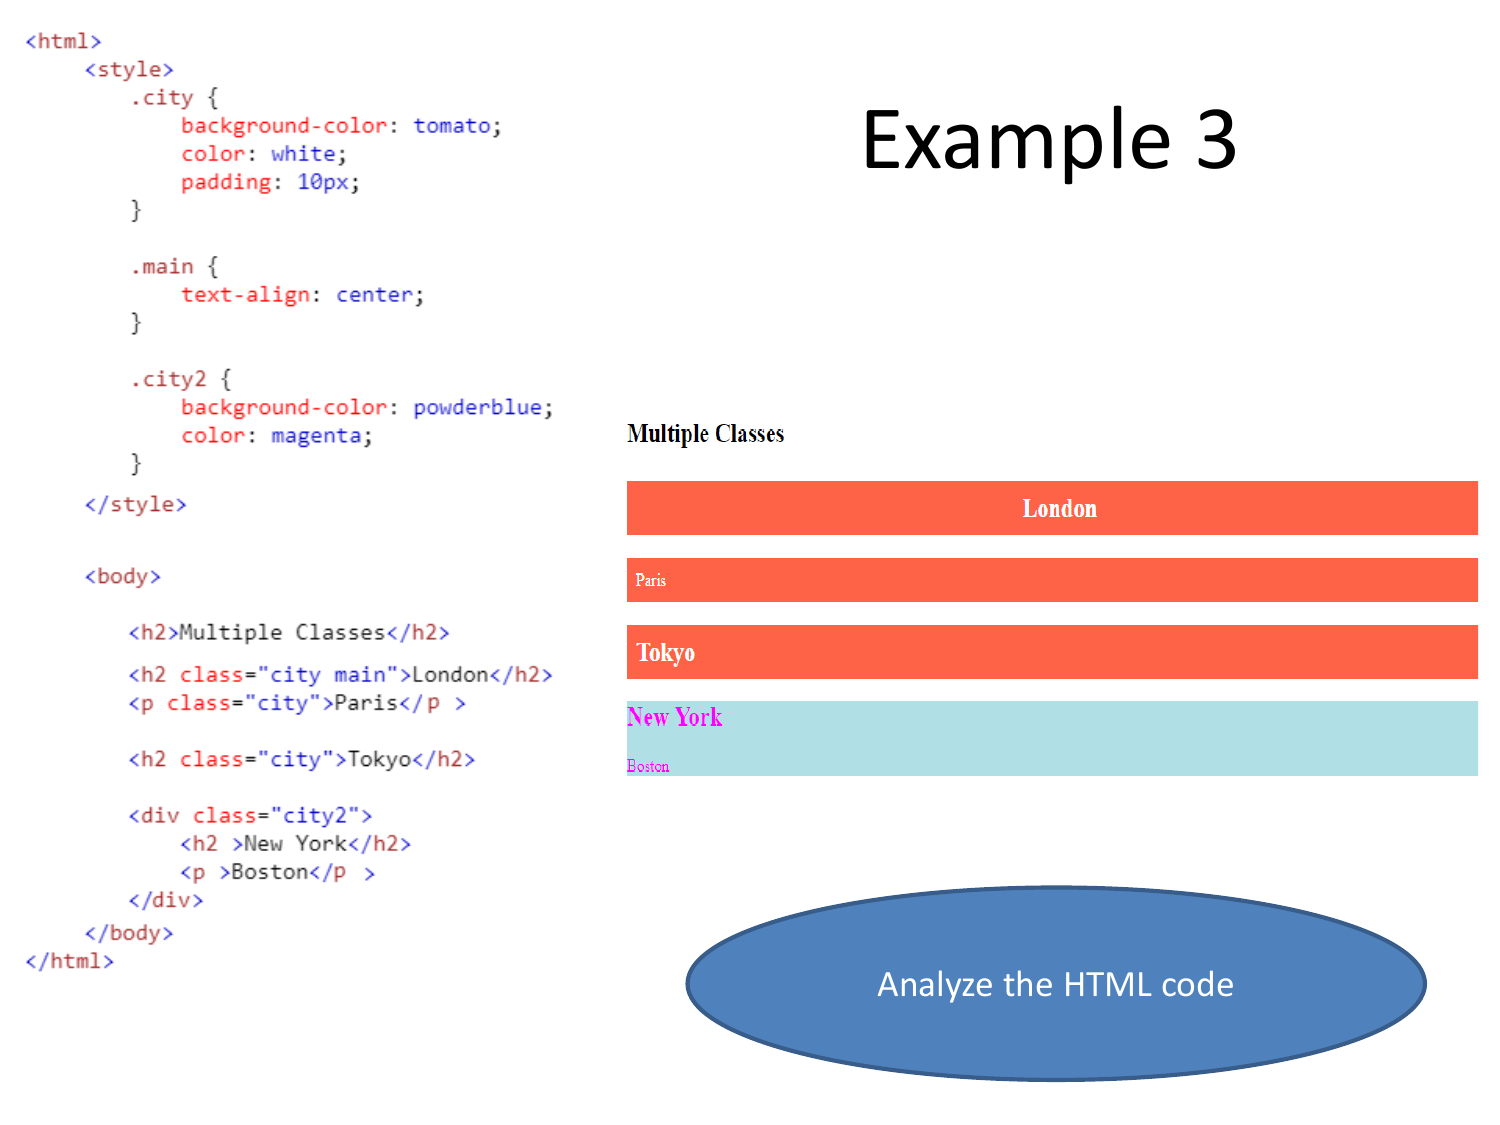 <html>
<style>
.city {
background-color: tomato;
color: white;
padding: 10px;
}
.main {
text-align: center;
}
.city2 {
background-color: powderblue;
color: magenta;
}
</style>
<body>
<h2>Multiple Classes</h2>
<h2 class="city main">London</h2>
<p class="city">Paris</p >
<h2 class="city">Tokyo</h2>
<div class="city2">
<h2 >New York</h2>
<p >Boston</p >
</div>
</body>
</html>
Example 3
Multiple Classes
London
Paris
Tokyo
New York
Boston
Analyze the HTML code